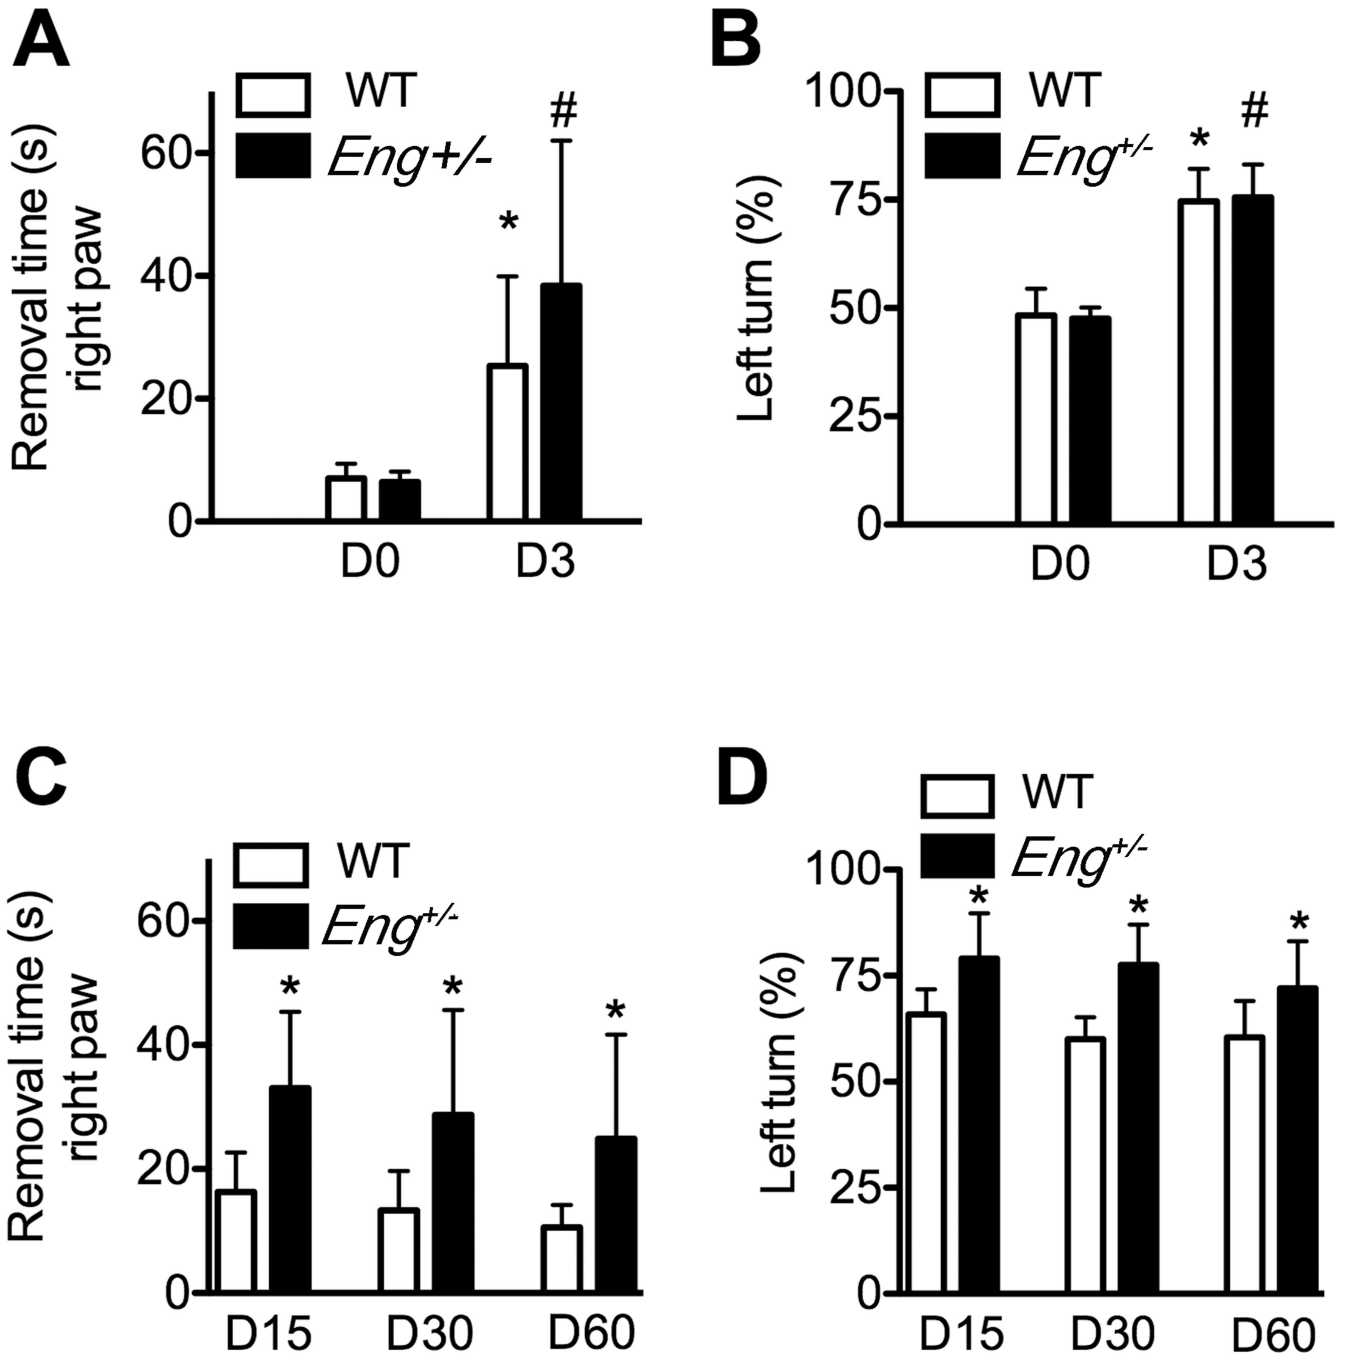 A
WT
Eng+/-
Removal time (s)
right paw
60
40
20
0
*
#
D0 D3
B
WT
Eng+/-
Left turn (%)
100
75
50
25
0
*
#
D0 D3
C
WT
Eng+/-
Removal time (s)
right paw
60
40
20
0
* * *
D15 D30 D60
D
WT
Eng+/-
Left turn (%)
100
75
50
25
0
* * *
D15 D30 D60